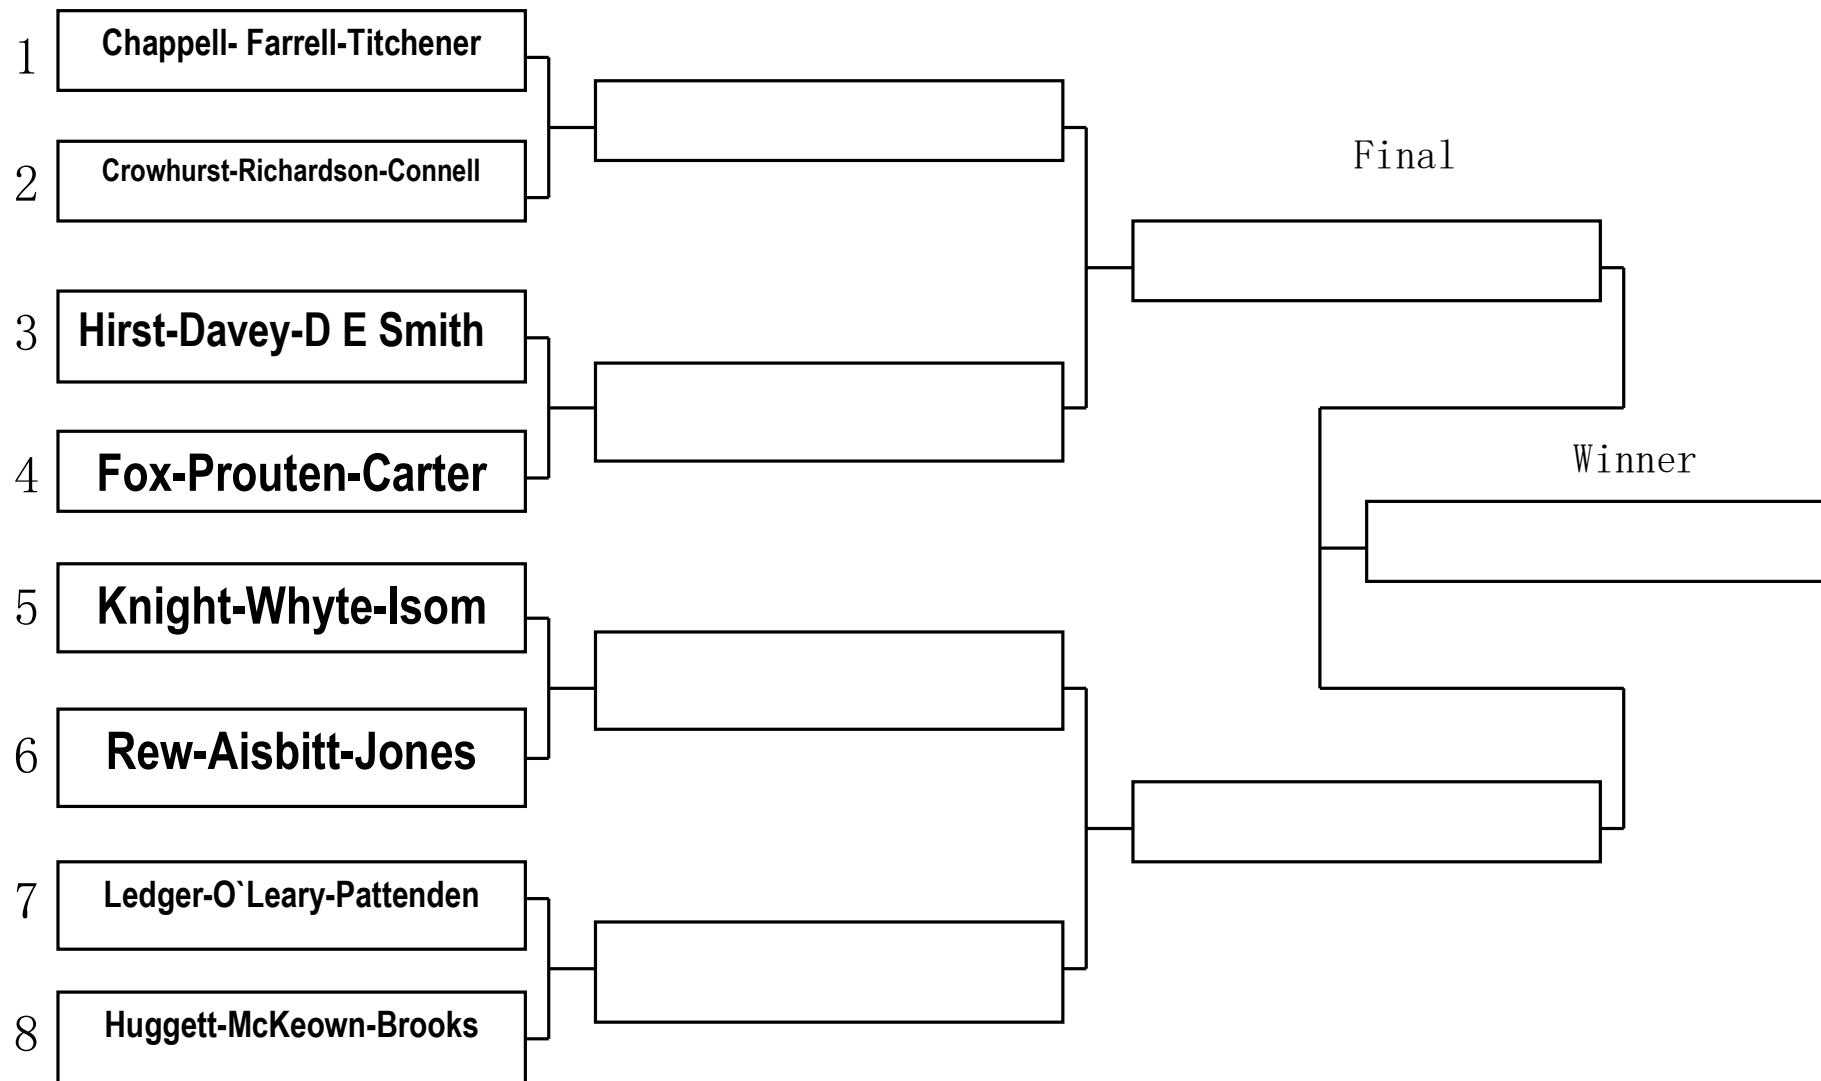 1 Chappell- Farrell-Titchener
2 Crowhurst-Richardson-Connell
Final
3 Hirst-Davey-D E Smith
4 Fox-Prouten-Carter
Winner
5 Knight-Whyte-Isom
6 Rew-Aisbitt-Jones
7 Ledger-O`Leary-Pattenden
8 Huggett-McKeown-Brooks